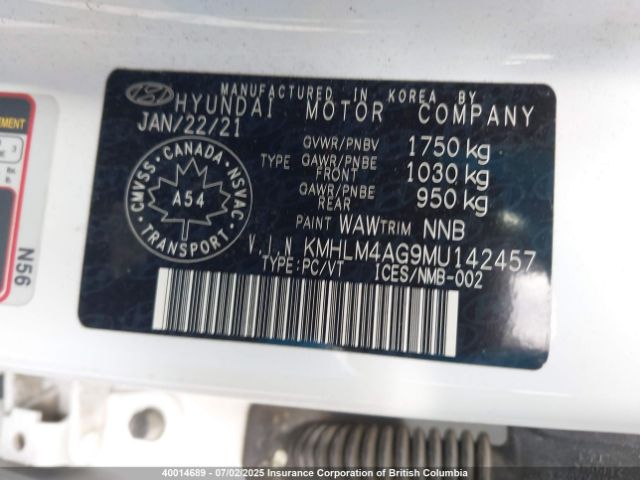 MANUFACTURED IN KOREA BY
HYUNDAI MOTOR COMPANY
JAN/22/21
GVWR/PNBV 1750 kg
TYPE GAWR/PNBE FRONT 1030 kg
GAWR/PNBE REAR 950 kg
CANADA
CMVSS NSVAC
A54
TRANSPORT
PAINT WAW TRIM NNB
V.I.N KMHLM4AG9MU142457
TYPE:PC/VT ICES/NMB-002
EMENT
3
N56
40014689 - 07/02/2025 Insurance Corporation of British Columbia